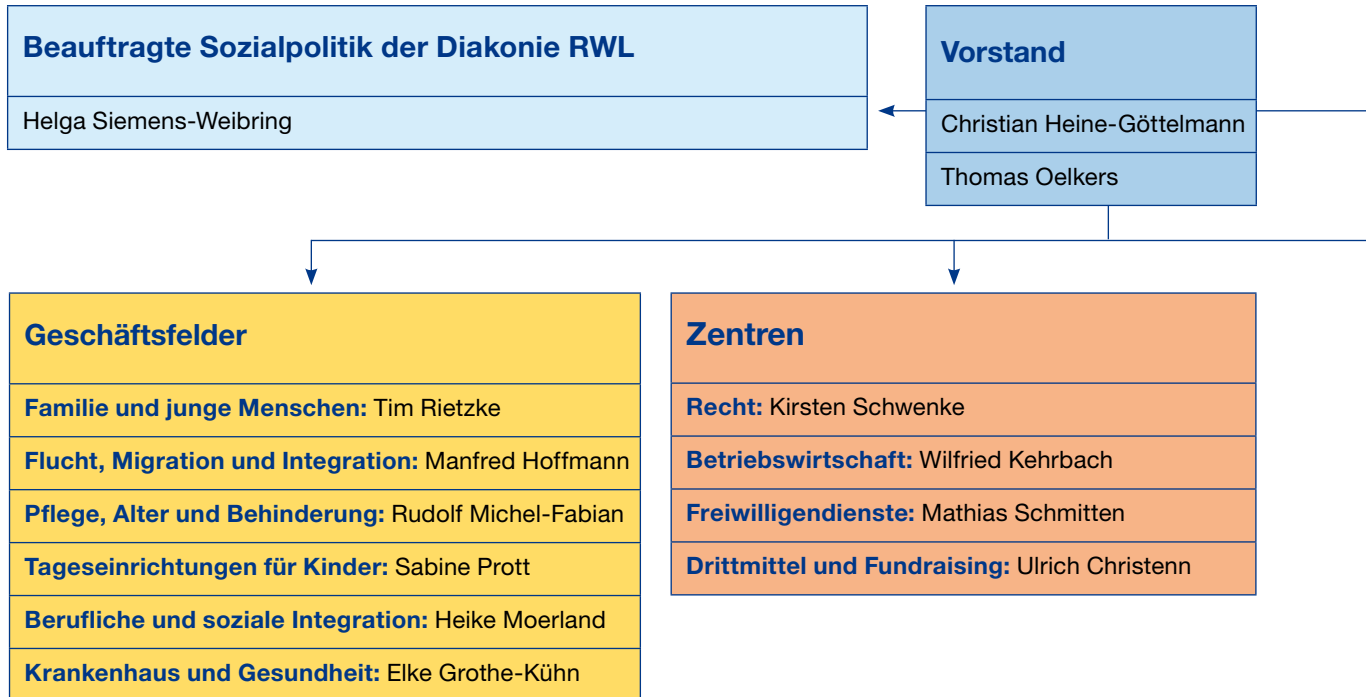 Beauftragte Sozialpolitik der Diakonie RWL
Helga Siemens-Weibring
Vorstand
Christian Heine-Göttelmann
Thomas Oelkers
Geschäftsfelder
Familie und junge Menschen: Tim Rietzke
Flucht, Migration und Integration: Manfred Hoffmann
Pflege, Alter und Behinderung: Rudolf Michel-Fabian
Tageseinrichtungen für Kinder: Sabine Prott
Berufliche und soziale Integration: Heike Moerland
Krankenhaus und Gesundheit: Elke Grothe-Kühn
Zentren
Recht: Kirsten Schwenke
Betriebswirtschaft: Wilfried Kehrbach
Freiwilligendienste: Mathias Schmitten
Drittmittel und Fundraising: Ulrich Christenn